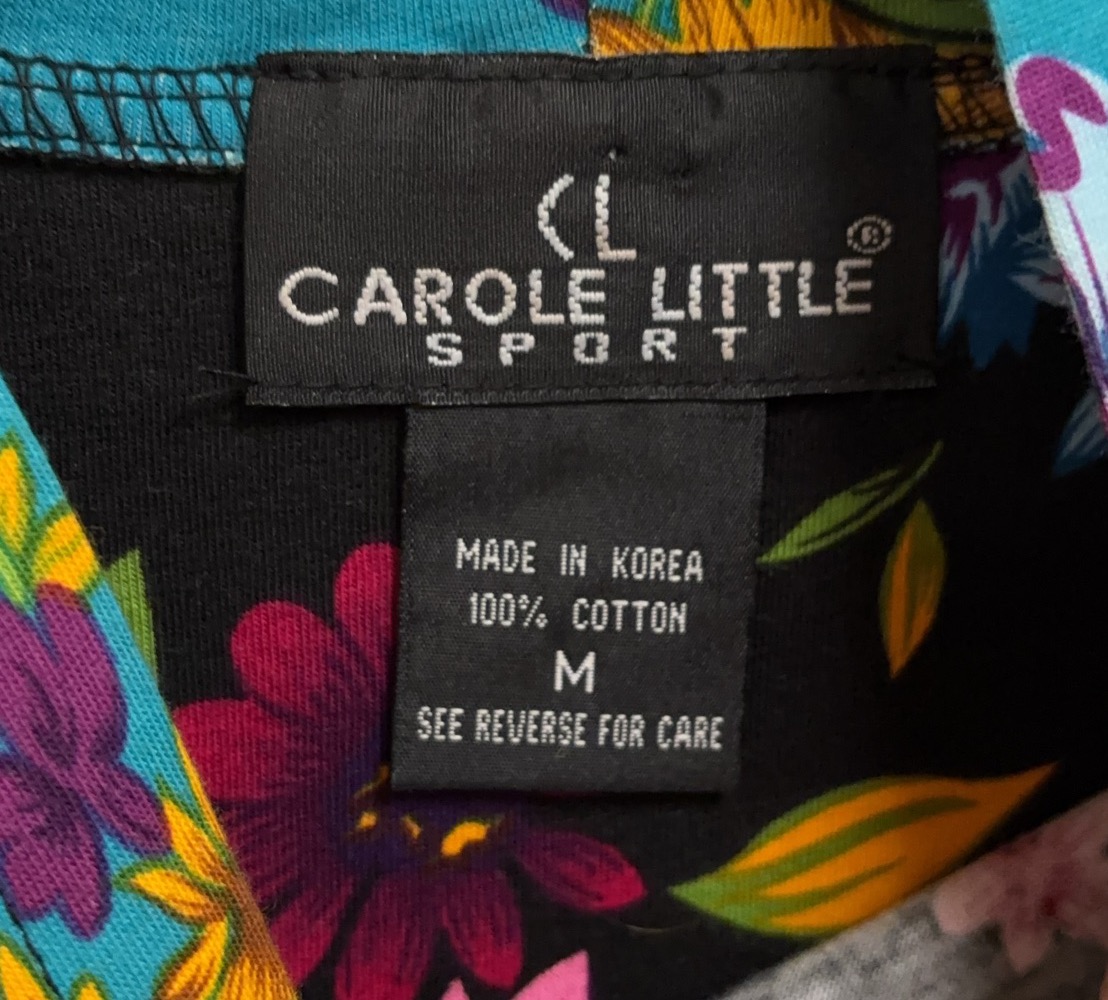 CL
CAROLE LITTLE®
SPORT
MADE IN KOREA
100% COTTON
M
SEE REVERSE FOR CARE